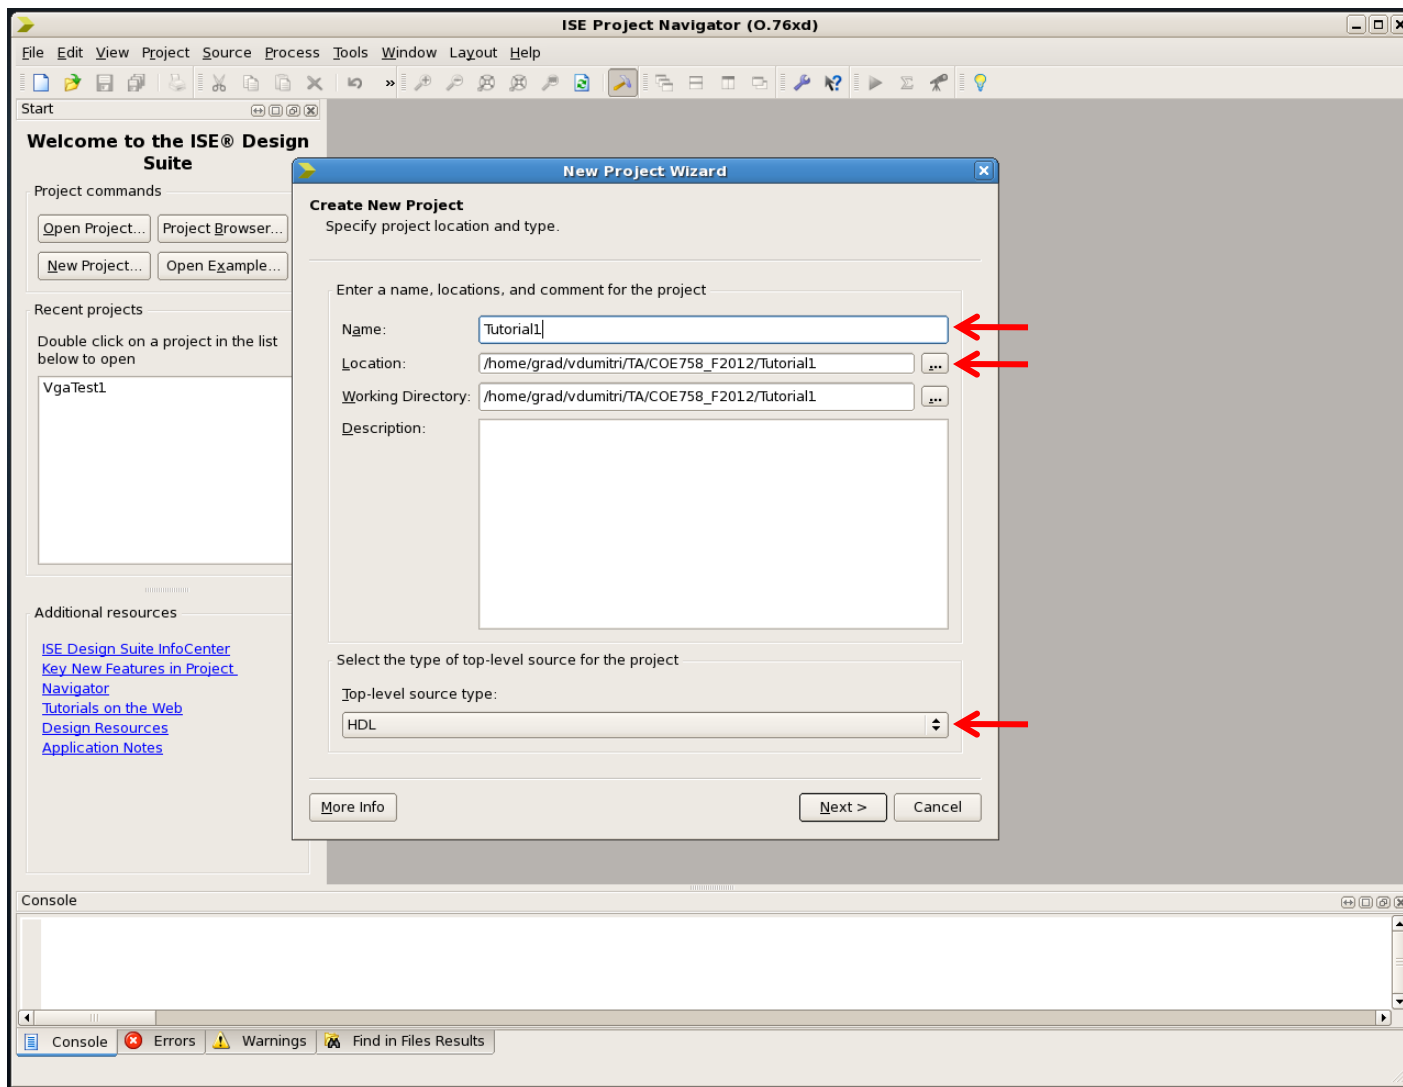 ISE Project Navigator (O.76xd)
File Edit View Project Source Process Tools Window Layout Help
»
Start
Welcome to the ISE® Design
Suite
Project commands
Open Project... Project Browser...
New Project... Open Example...
Recent projects
Double click on a project in the list
below to open
VgaTest1
Additional resources
ISE Design Suite InfoCenter
Key New Features in Project
Navigator
Tutorials on the Web
Design Resources
Application Notes
New Project Wizard
Create New Project
Specify project location and type.
Enter a name, locations, and comment for the project
Name: Tutorial1
Location: /home/grad/vdumitri/TA/COE758_F2012/Tutorial1 ...
Working Directory: /home/grad/vdumitri/TA/COE758_F2012/Tutorial1 ...
Description:
Select the type of top-level source for the project
Top-level source type:
HDL
More Info Next > Cancel
Console
Console Errors Warnings Find in Files Results